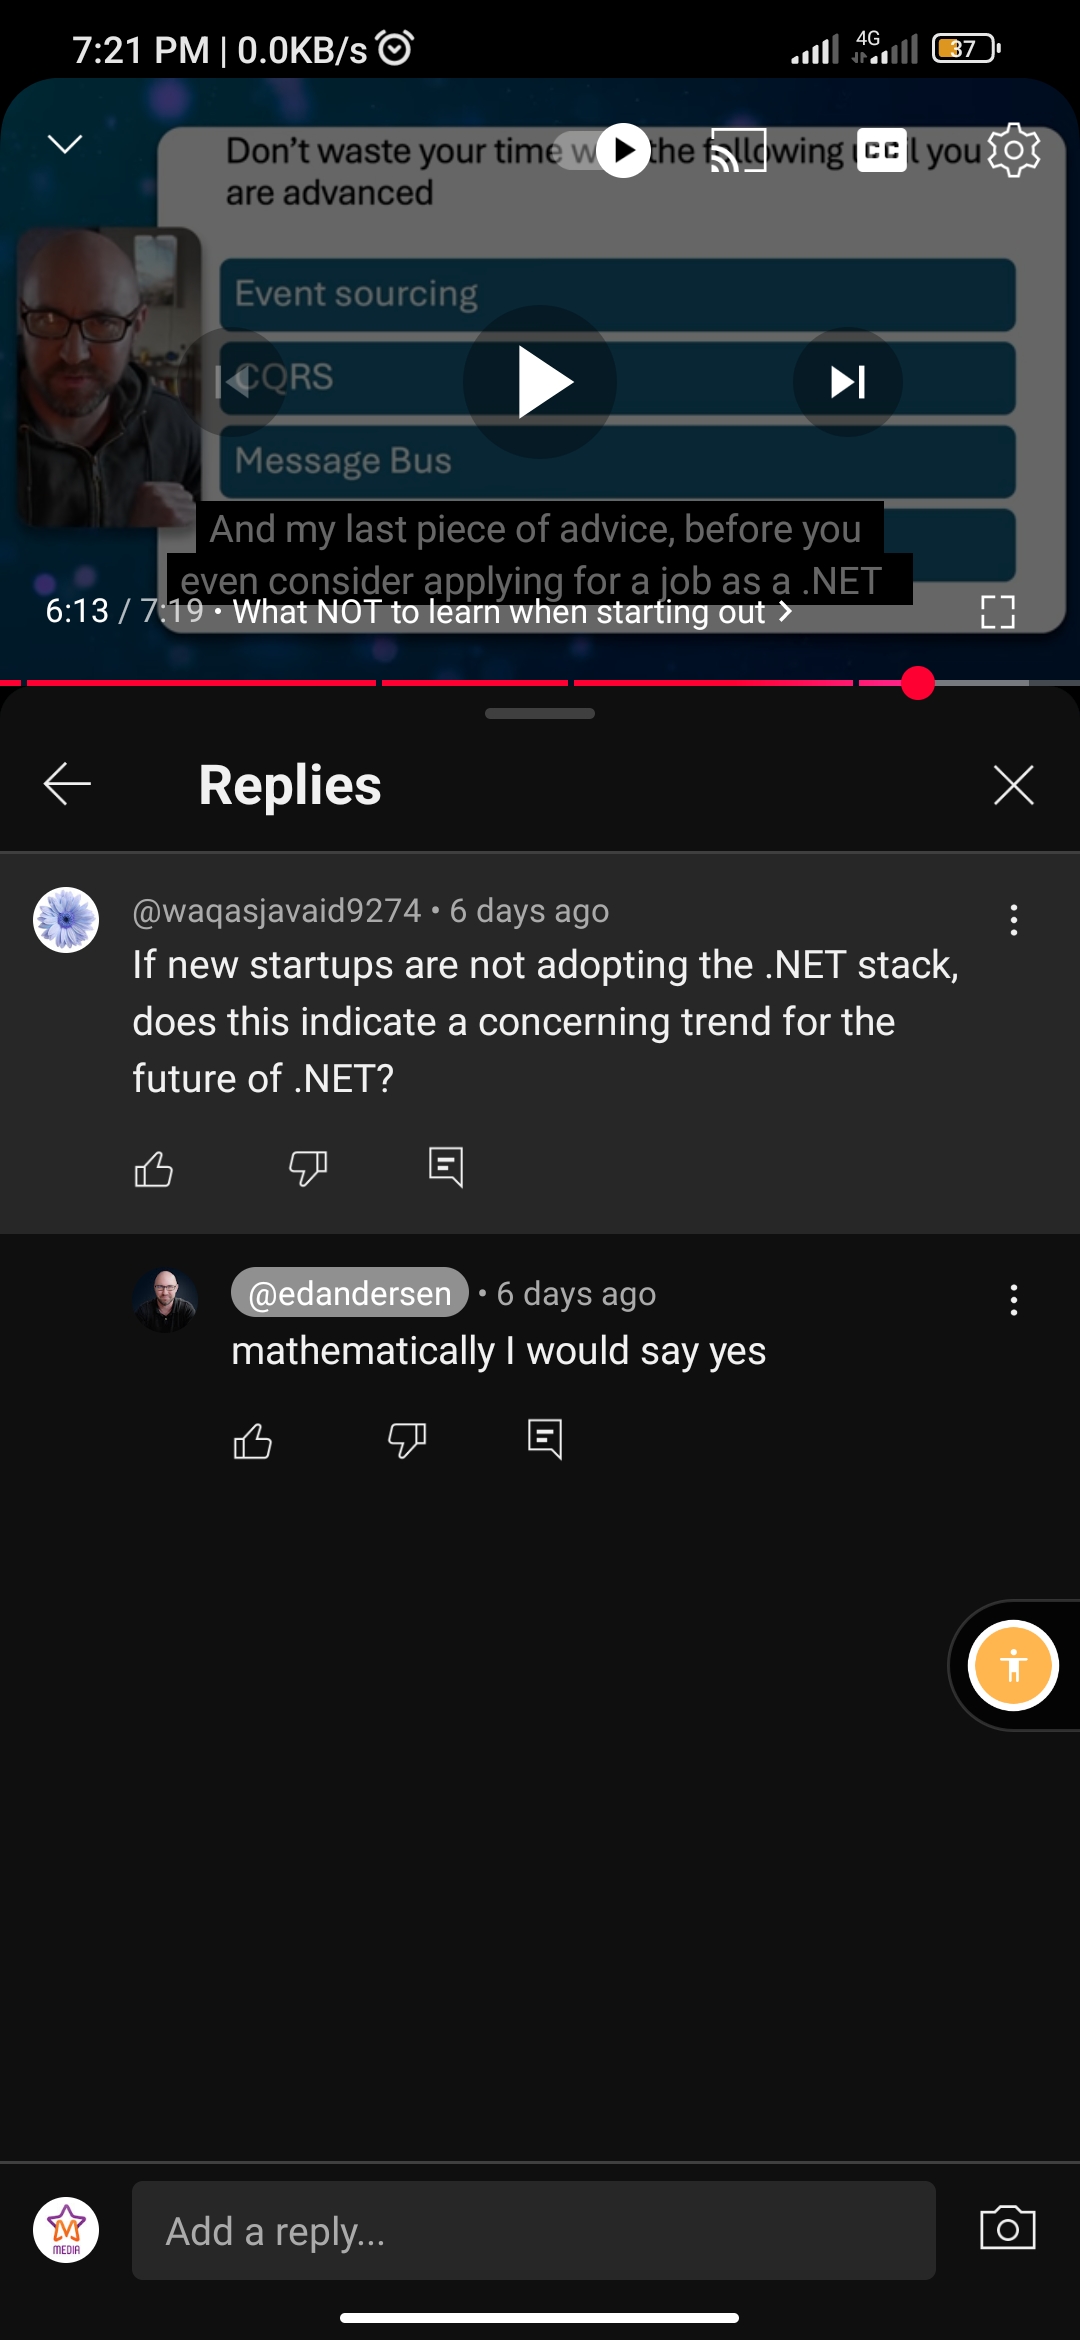 7:21 PM | 0.0KB/s
4G
37
Don't waste your time the following you
are advanced
CC
Event sourcing
CQRS
Message Bus
And my last piece of advice, before you
even consider applying for a job as a .NET
6:13 / 7:19 • What NOT to learn when starting out >
Replies
@waqasjavaid9274 • 6 days ago
If new startups are not adopting the .NET stack,
does this indicate a concerning trend for the
future of .NET?
@edandersen • 6 days ago
mathematically I would say yes
M
MEDIA
Add a reply...